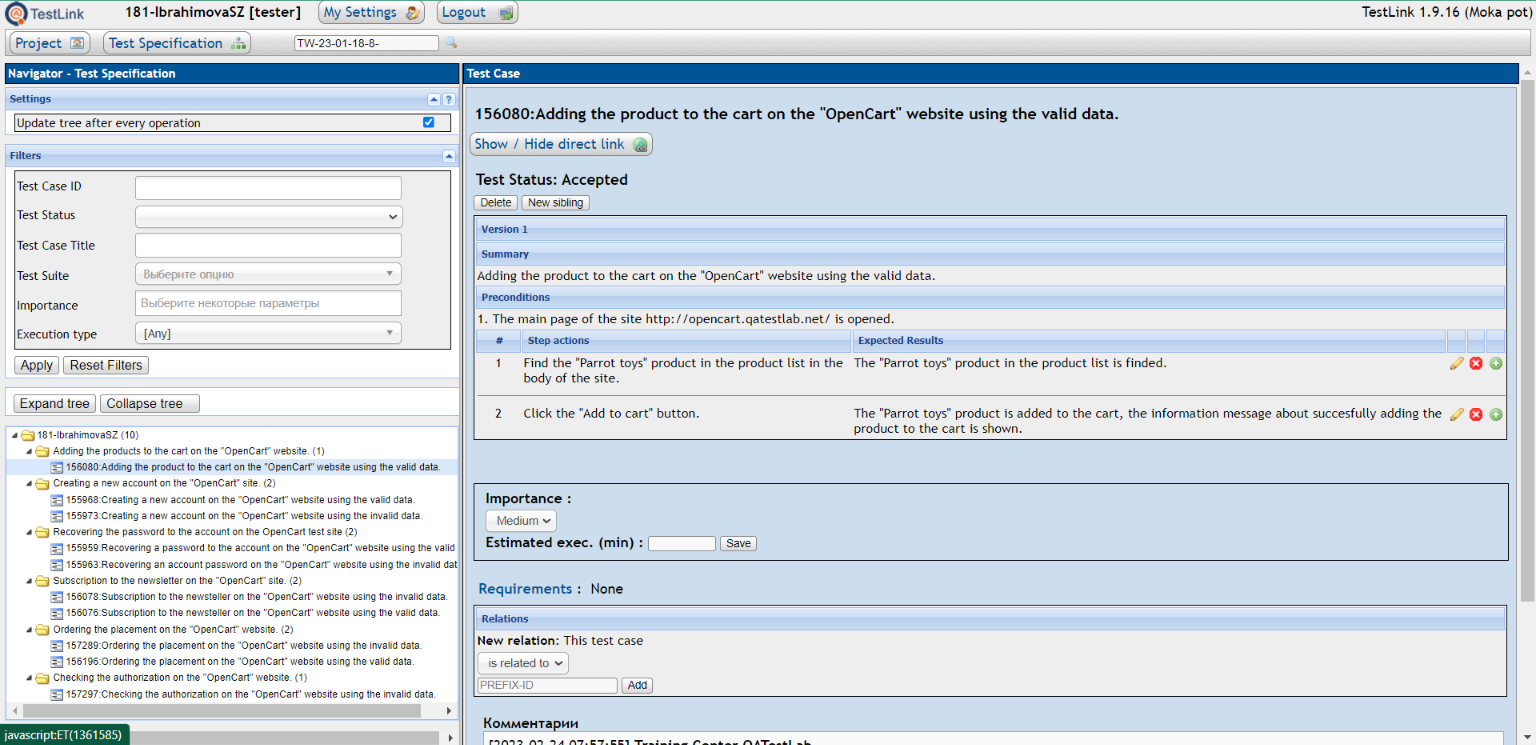 TestLink
181-IbrahimovaSZ [tester]
My Settings
Logout
TestLink 1.9.16 (Moka pot)
Project
Test Specification
TW-23-01-18-8-
Navigator - Test Specification
Settings
?
Update tree after every operation
Filters
Test Case ID
Test Status
Test Case Title
Test Suite
Выберите опцию
Importance
Выберите некоторые параметры
Execution type
[Any]
Apply
Reset Filters
Expand tree
Collapse tree
181-IbrahimovaSZ (10)
Adding the products to the cart on the "OpenCart" website. (1)
156080:Adding the product to the cart on the "OpenCart" website using the valid data.
Creating a new account on the "OpenCart" site. (2)
155968:Creating a new account on the "OpenCart" website using the valid data.
155973:Creating a new account on the "OpenCart" website using the invalid data.
Recovering the password to the account on the OpenCart test site (2)
155959:Recovering a password to the account on the "OpenCart" website using the valid
155963:Recovering an account password on the "OpenCart" website using the invalid dat
Subscription to the newsletter on the "OpenCart" site. (2)
156078:Subscription to the newsteller on the "OpenCart" website using the invalid data.
156076:Subscription to the newsteller on the "OpenCart" website using the valid data.
Ordering the placement on the "OpenCart" website. (2)
157289:Ordering the placement on the "OpenCart" website using the invalid data.
156196:Ordering the placement on the "OpenCart" website using the valid data.
Checking the authorization on the "OpenCart" website. (1)
157297:Checking the authorization on the "OpenCart" website using the invalid data.
javascript:ET(1361585)
Test Case
156080:Adding the product to the cart on the "OpenCart" website using the valid data.
Show / Hide direct link
Test Status: Accepted
Delete
New sibling
Version 1
Summary
Adding the product to the cart on the "OpenCart" website using the valid data.
Preconditions
1. The main page of the site http://opencart.qatestlab.net/ is opened.
#
Step actions
Expected Results
1
Find the "Parrot toys" product in the product list in the
body of the site.
The "Parrot toys" product in the product list is finded.
2
Click the "Add to cart" button.
The "Parrot toys" product is added to the cart, the information message about succesfully adding the
product to the cart is shown.
Importance :
Medium
Estimated exec. (min) :
Save
Requirements : None
Relations
New relation: This test case
is related to
PREFIX-ID
Add
Комментарии
[2023-02-24 07:57:55] Training Center QATestLab